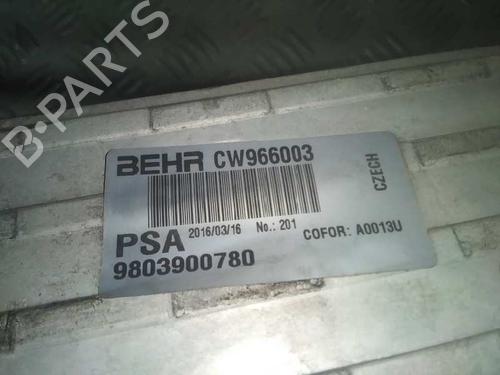 BEHR CW966003
CZECH
PSA 2016/03/16 No.: 201 COFOR: A0013U
9803900780
B-PARTS